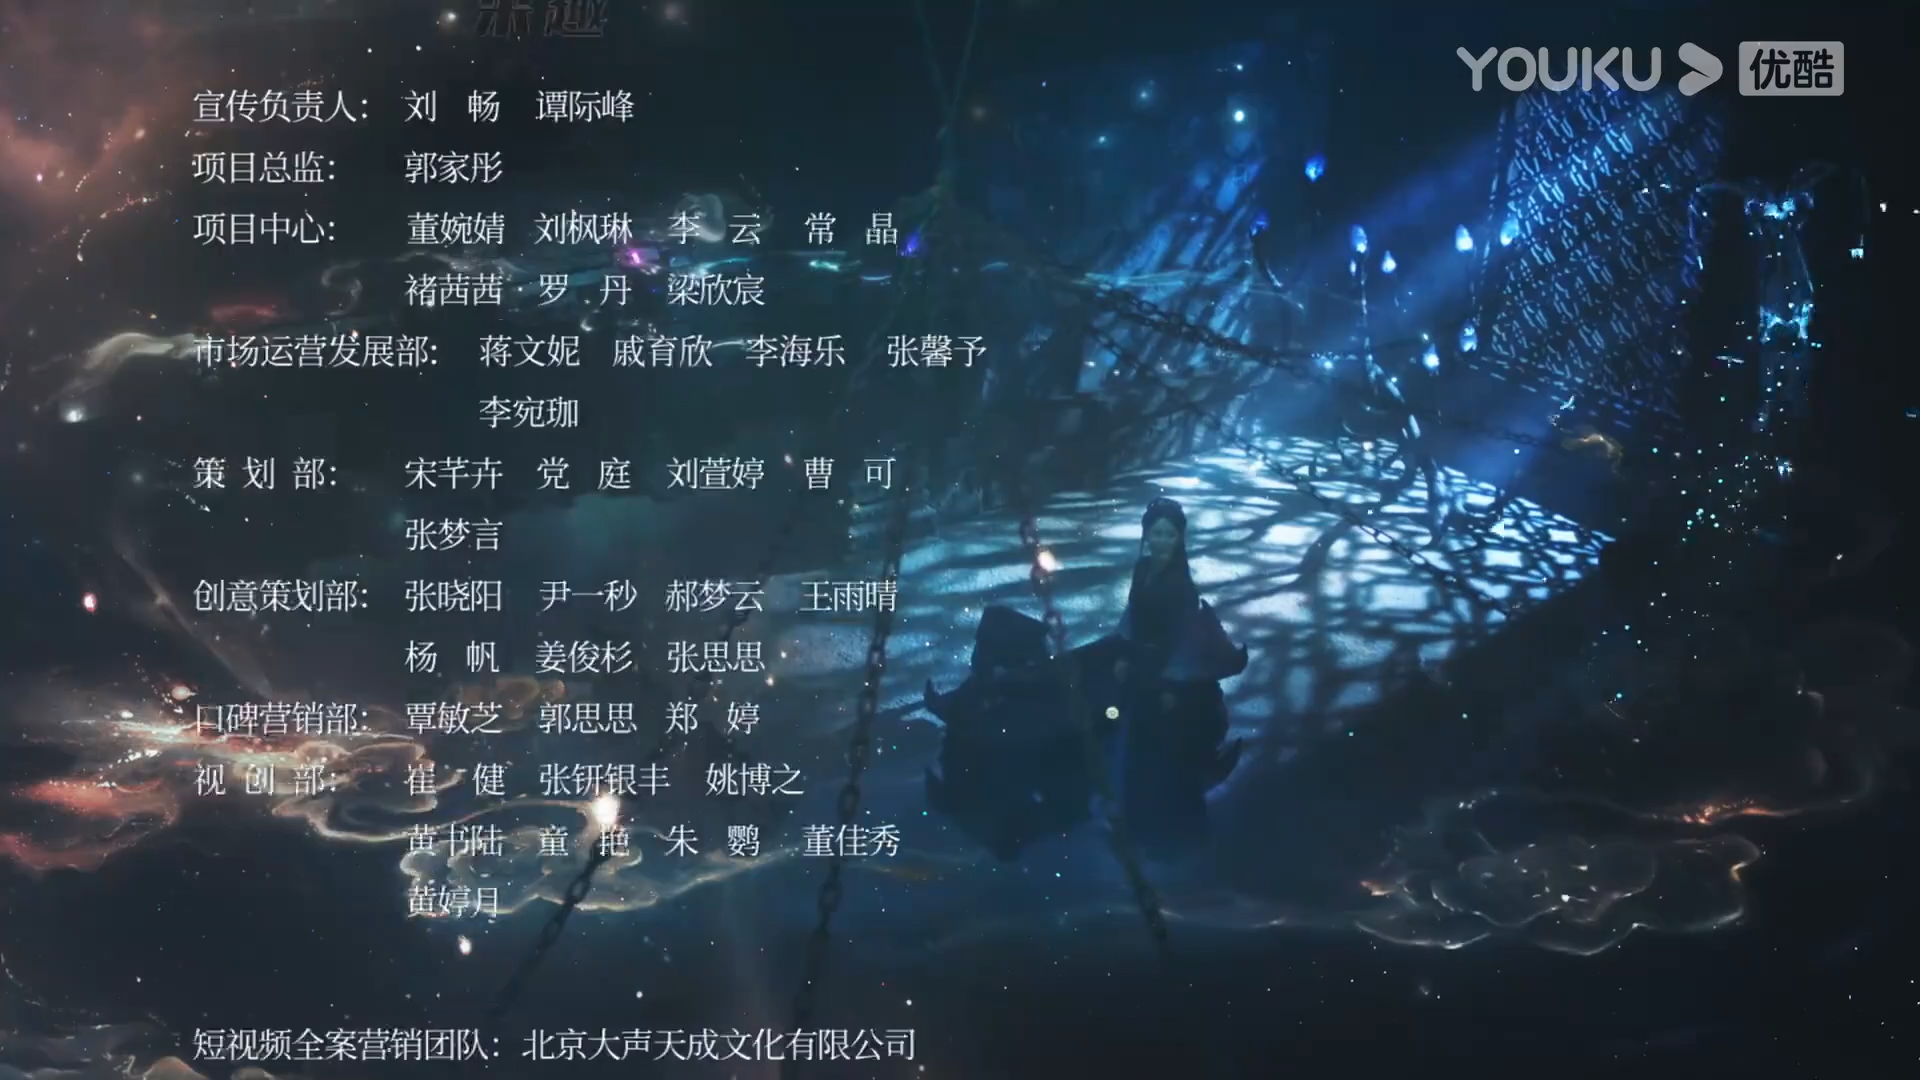 YOUKU 优酷
宣传负责人： 刘 畅 谭际峰
项目总监： 郭家彤
项目中心： 董婉婧 刘枫琳 李 云 常 晶
褚茜茜 罗 丹 梁欣宸
市场运营发展部： 蒋文妮 戚育欣 李海乐 张馨予
李宛珈
策 划 部： 宋芊卉 党 庭 刘萱婷 曹 可
张梦言
创意策划部： 张晓阳 尹一秒 郝梦云 王雨晴
杨 帆 姜俊杉 张思思
口碑营销部： 覃敏芝 郭思思 郑 婷
视 创 部： 崔 健 张钘银丰 姚博之
黄书陆 童 艳 朱 鹦 董佳秀
黄婷月
短视频全案营销团队：北京大声天成文化有限公司